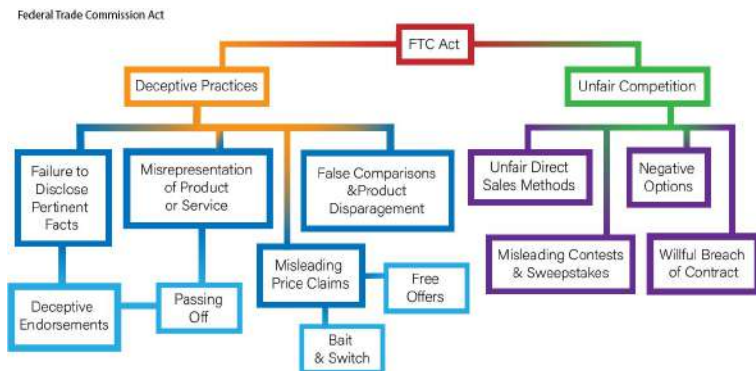 Federal Trade Commission Act
FTC Act
Deceptive Practices
Unfair Competition
Failure to
Disclose
Pertinent
Facts
Misrepresentation
of Product
or Service
False Comparisons
&Product
Disparagement
Unfair Direct
Sales Methods
Negative
Options
Misleading
Price Claims
Free
Offers
Misleading Contests
& Sweepstakes
Willful Breach
of Contract
Deceptive
Endorsements
Passing
Off
Bait
& Switch